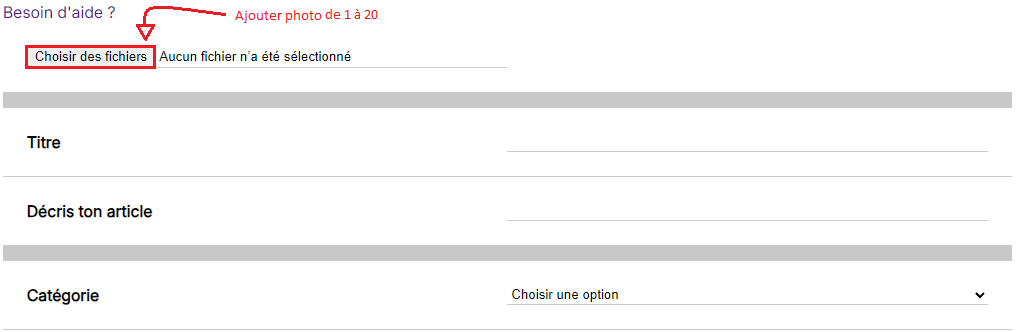 Besoin d'aide ?
Ajouter photo de 1 à 20
Choisir des fichiers Aucun fichier n'a été sélectionné
Titre
Décris ton article
Catégorie Choisir une option